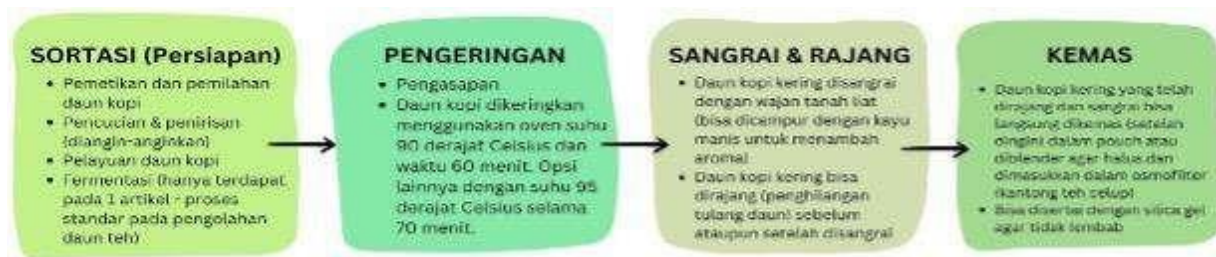 SORTASI (Persiapan)
• Pemetikan dan pemilahan
daun kopi
• Pencucian & penirisan
(diangin-anginkan)
• Pelayuan daun kopi
• Fermentasi (hanya terdapat
pada 1 artikel - proses
standar pada pengolahan
daun teh)
PENGERINGAN
• Pengasapan
• Daun kopi dikeringkan
menggunakan oven suhu
90 derajat Celsius dan
waktu 60 menit. Opsi
lainnya dengan suhu 95
derajat Celsius selama
70 menit.
SANGRAI & RAJANG
• Daun kopi kering disangrai
dengan wajan tanah liat
(bisa dicampur dengan kayu
manis untuk menambah
aroma)
• Daun kopi kering bisa
dirajang (penghilangan
tulang daun) sebelum
ataupun setelah disangrai
KEMAS
• Daun kopi kering yang telah
dirajang dan sangrai bisa
langsung dikemas (setelah
dingin) dalam pouch atau
diblender agar halus dan
dimasukkan dalam osmofilter
(kantong teh celup)
• Bisa disertai dengan silica gel
agar tidak lembab